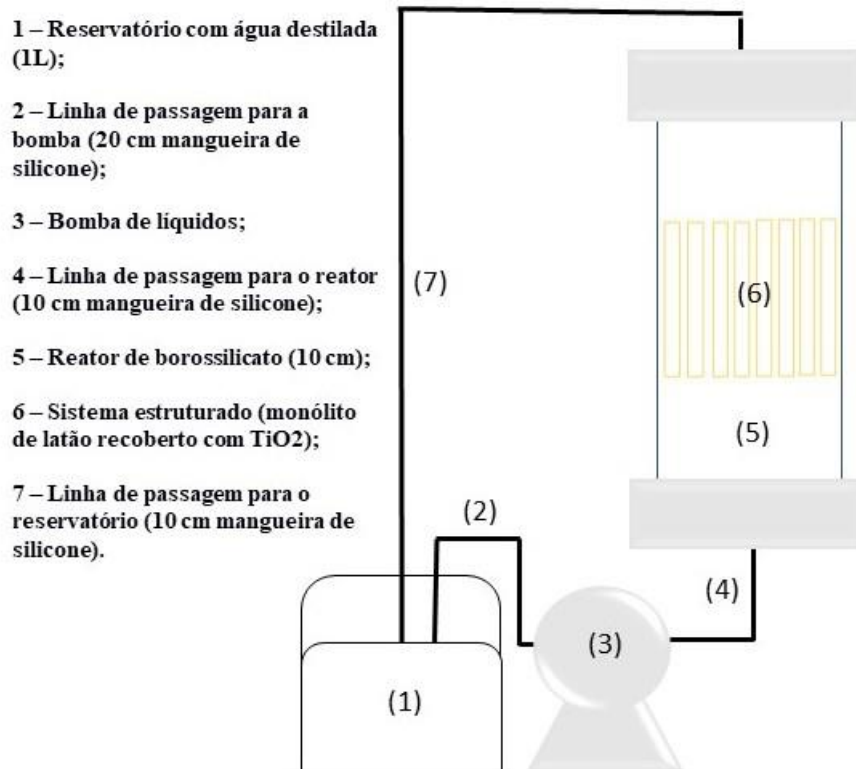 1 – Reservatório com água destilada
(1L);
2 – Linha de passagem para a
bomba (20 cm mangueira de
silicone);
3 – Bomba de líquidos;
4 – Linha de passagem para o reator
(10 cm mangueira de silicone);
5 – Reator de borossilicato (10 cm);
6 – Sistema estruturado (monólito
de latão recoberto com TiO2);
7 – Linha de passagem para o
reservatório (10 cm mangueira de
silicone).
(7)
(6)
(5)
(2)
(4)
(3)
(1)